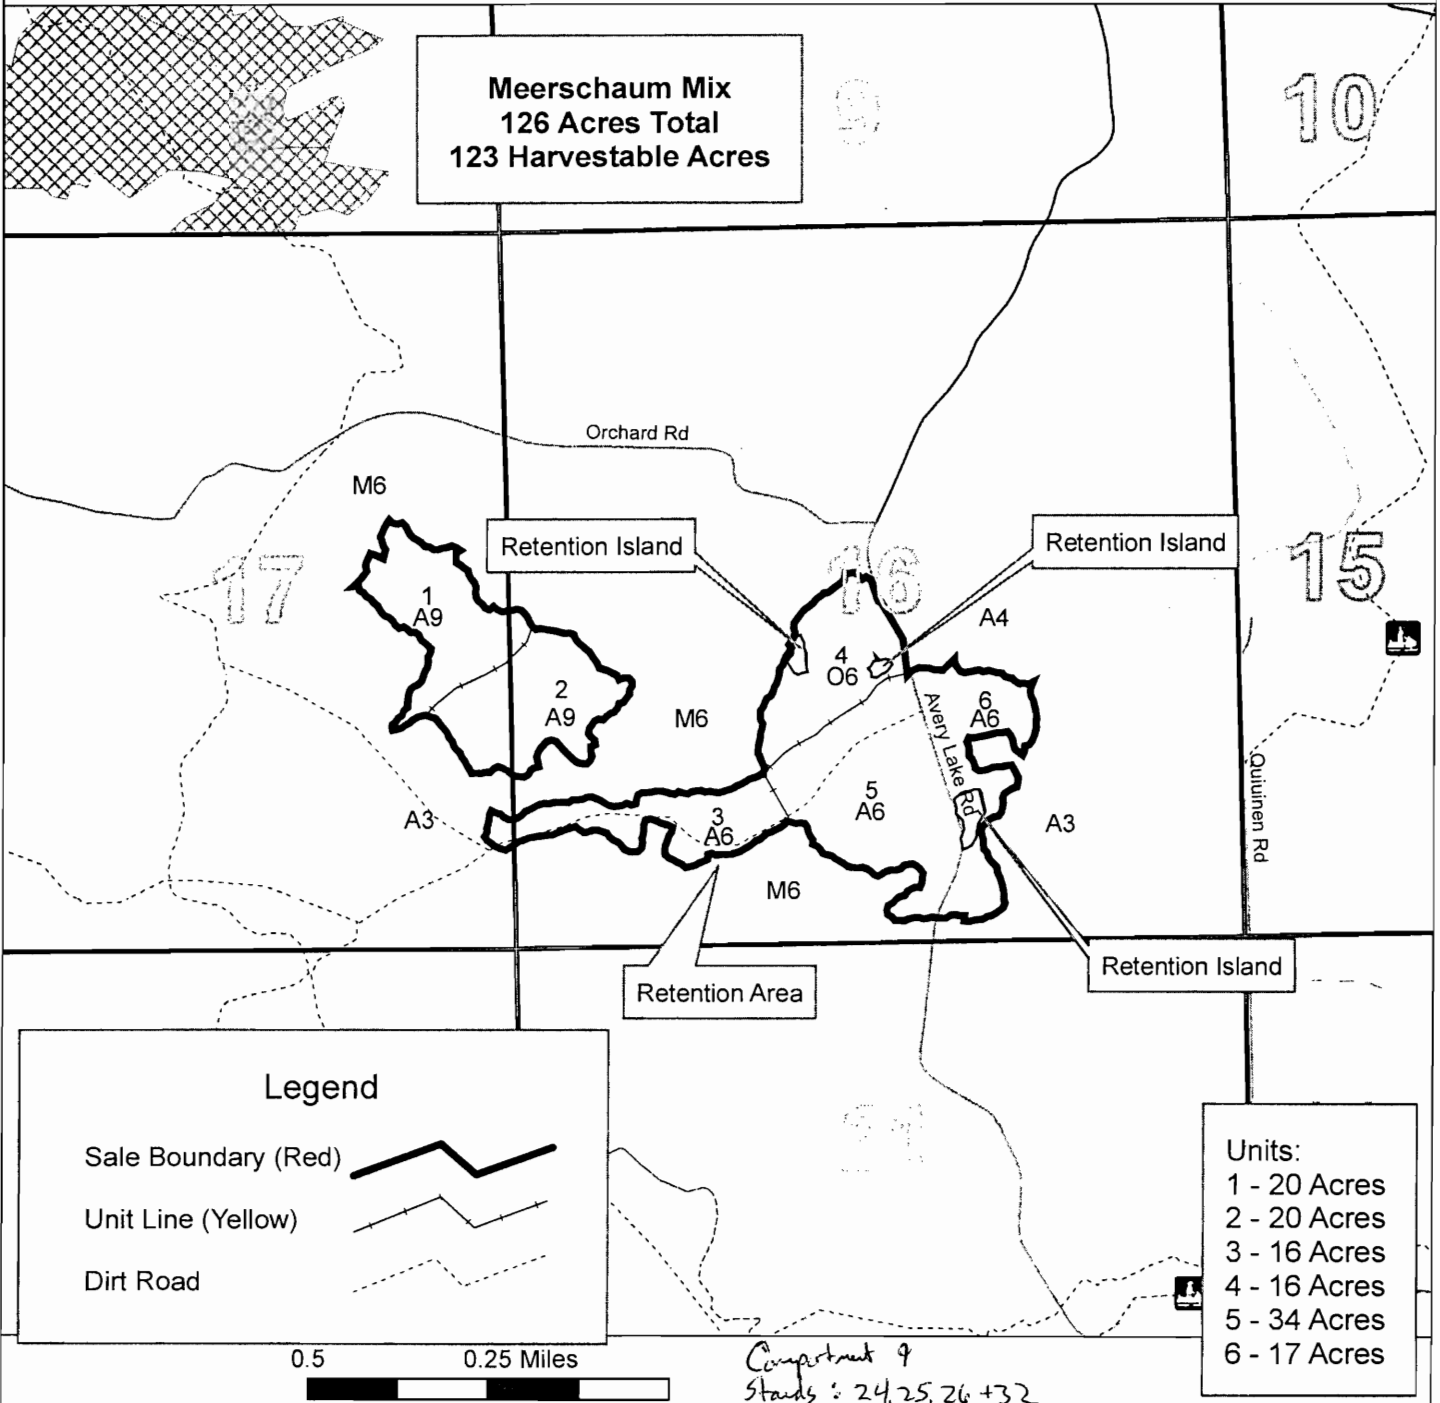 Meerschaum Mix
126 Acres Total
123 Harvestable Acres
9
10
Orchard Rd
M6
Retention Island
Retention Island
17
16
15
1
A9
A4
4
O6
2
A9
M6
6
A6
Avery Lake Rd
Quiuinen Rd
5
A6
3
A6
A3
A3
M6
Retention Island
Retention Area
Legend
Sale Boundary (Red)
Unit Line (Yellow)
Dirt Road
21
Units:
1 - 20 Acres
2 - 20 Acres
3 - 16 Acres
4 - 16 Acres
5 - 34 Acres
6 - 17 Acres
0.5 0.25 Miles
Compartment 9
Stands : 24, 25, 26 + 32